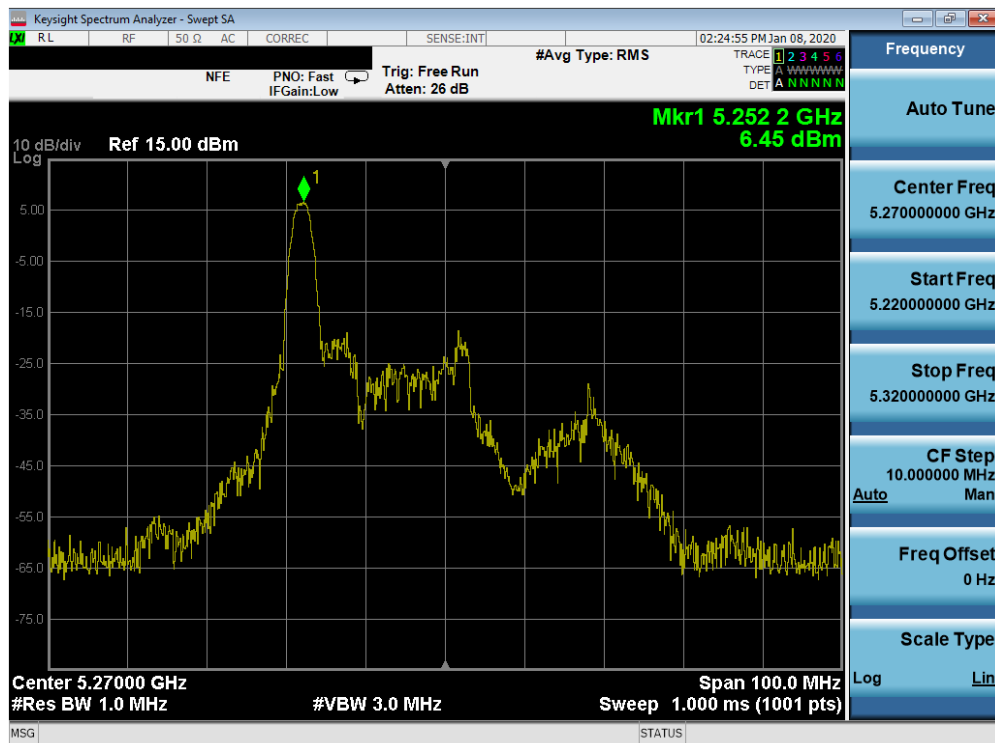 Keysight Spectrum Analyzer - Swept SA
LXI RL RF 50 Ω AC CORREC SENSE:INT 02:24:55 PM Jan 08, 2020
#Avg Type: RMS TRACE 1 2 3 4 5 6
NFE PNO: Fast Trig: Free Run TYPE A WWWWW
IFGain:Low Atten: 26 dB DET A N N N N N
Mkr1 5.252 2 GHz
6.45 dBm
10 dB/div Ref 15.00 dBm
Log
1
5.00
-5.00
-15.0
-25.0
-35.0
-45.0
-55.0
-65.0
-75.0
Center 5.27000 GHz Span 100.0 MHz
#Res BW 1.0 MHz #VBW 3.0 MHz Sweep 1.000 ms (1001 pts)
MSG STATUS
Frequency
Auto Tune
Center Freq
5.270000000 GHz
Start Freq
5.220000000 GHz
Stop Freq
5.320000000 GHz
CF Step
10.000000 MHz
Auto Man
Freq Offset
0 Hz
Scale Type
Log Lin